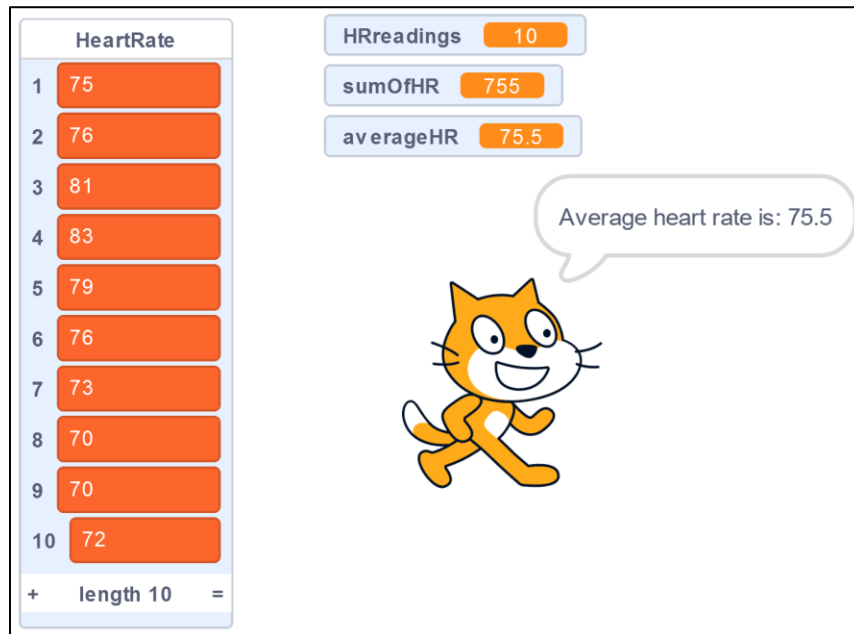 HeartRate
1 75
2 76
3 81
4 83
5 79
6 76
7 73
8 70
9 70
10 72
+ length 10 =
HRreadings 10
sumOfHR 755
averageHR 75.5
Average heart rate is: 75.5